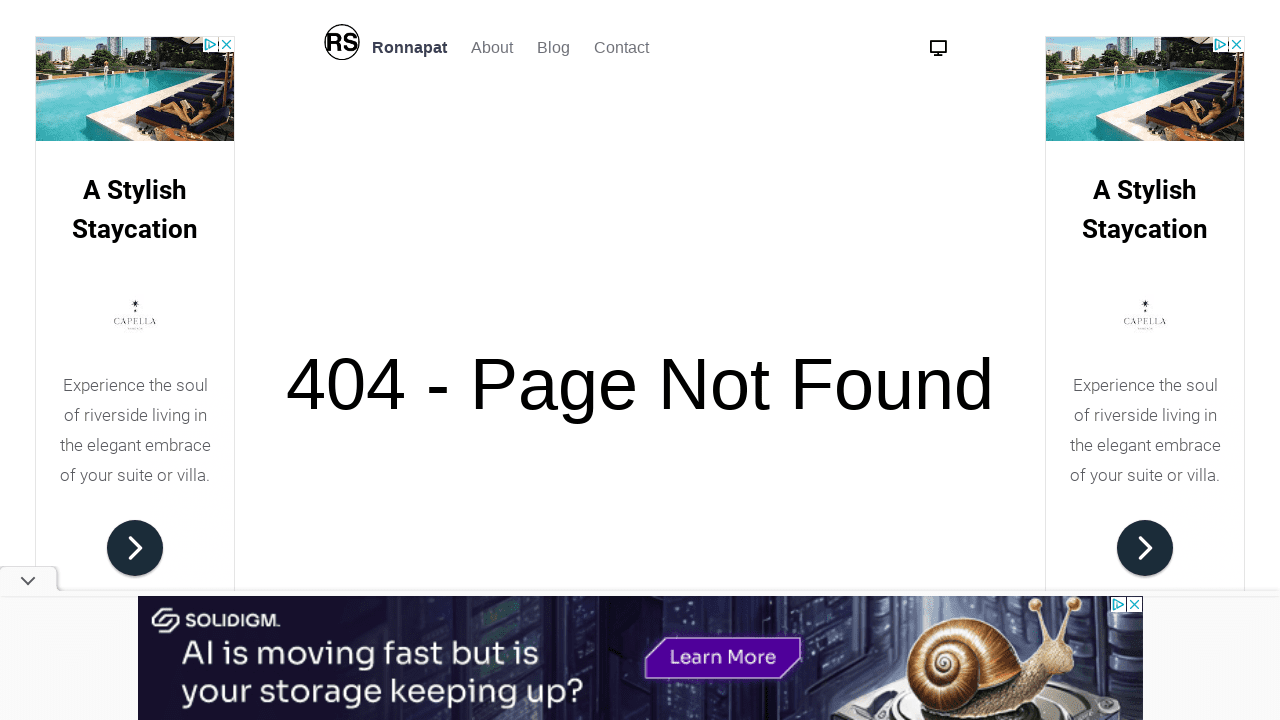 RS
Ronnapat
About
Blog
Contact
A Stylish
Staycation
CAPELLA
Experience the soul
of riverside living in
the elegant embrace
of your suite or villa.
404 - Page Not Found
A Stylish
Staycation
CAPELLA
Experience the soul
of riverside living in
the elegant embrace
of your suite or villa.
SOLIDIGM
AI is moving fast but is
your storage keeping up?
Learn More